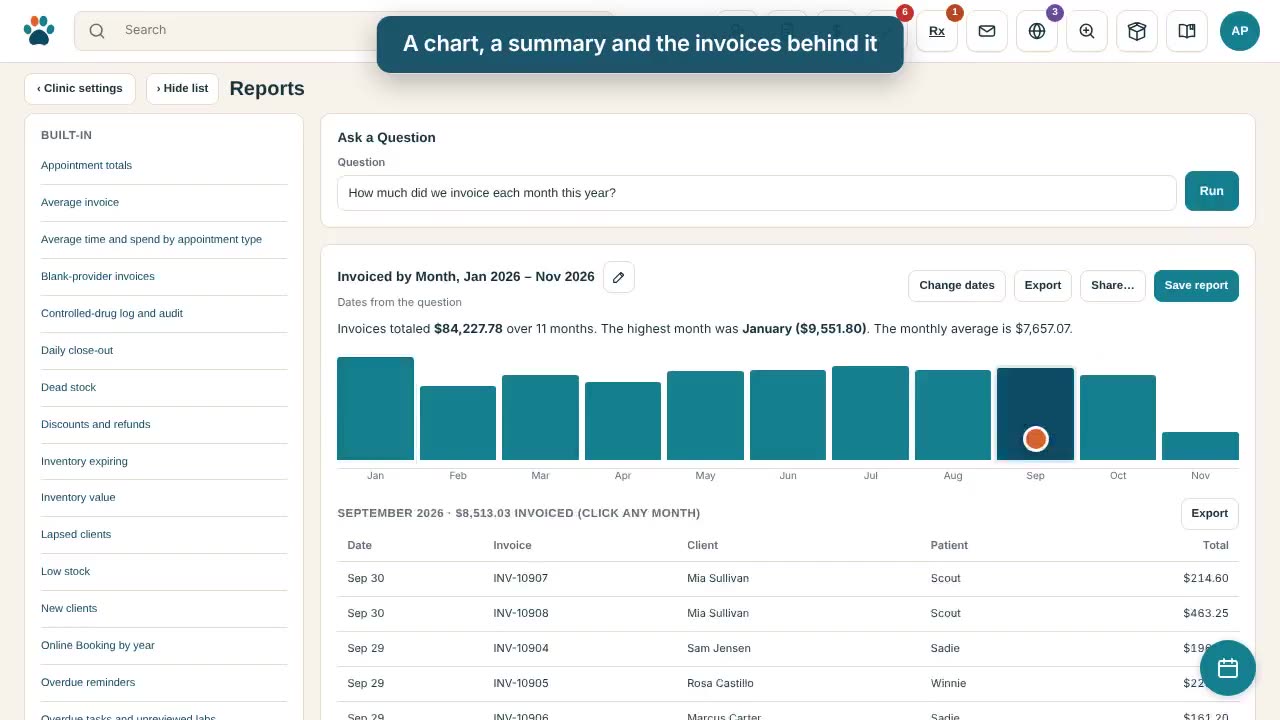 Search
A chart, a summary and the invoices behind it
6
Rx
1
3
AP
‹ Clinic settings
› Hide list
Reports
BUILT-IN
Appointment totals
Average invoice
Average time and spend by appointment type
Blank-provider invoices
Controlled-drug log and audit
Daily close-out
Dead stock
Discounts and refunds
Inventory expiring
Inventory value
Lapsed clients
Low stock
New clients
Online Booking by year
Overdue reminders
Overdue tasks and unreviewed labs
Ask a Question
Question
How much did we invoice each month this year?
Run
Invoiced by Month, Jan 2026 – Nov 2026
Dates from the question
Change dates
Export
Share…
Save report
Invoices totaled $84,227.78 over 11 months. The highest month was January ($9,551.80). The monthly average is $7,657.07.
Jan Feb Mar Apr May Jun Jul Aug Sep Oct Nov
SEPTEMBER 2026 · $8,513.03 INVOICED (CLICK ANY MONTH)
Export
Date Invoice Client Patient Total
Sep 30 INV-10907 Mia Sullivan Scout $214.60
Sep 30 INV-10908 Mia Sullivan Scout $463.25
Sep 29 INV-10904 Sam Jensen Sadie
Sep 29 INV-10905 Rosa Castillo Winnie
Sep 29 INV-10906 Marcus Carter Sadie $161.20